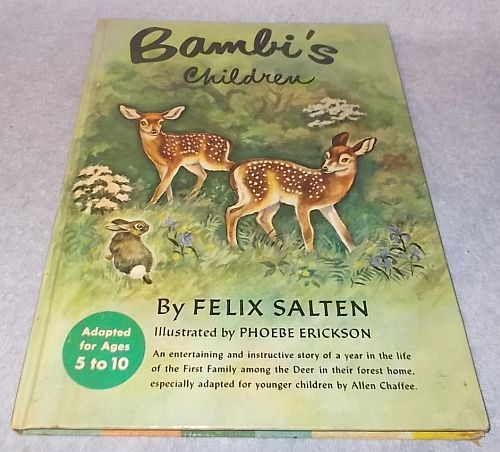 Bambi's
Children
By FELIX SALTEN
Illustrated by PHOEBE ERICKSON
Adapted
for Ages
5 to 10
An entertaining and instructive story of a year in the life
of the First Family among the Deer in their forest home,
especially adapted for younger children by Allen Chaffee.